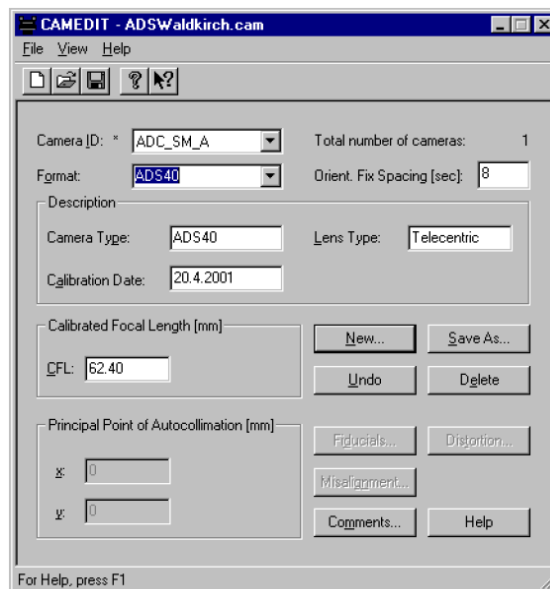 CAMEDIT - ADSWaldkirch.cam
File View Help
Camera ID: * ADC_SM_A Total number of cameras: 1
Format: ADS40 Orient. Fix Spacing [sec]: 8
Description
Camera Type: ADS40 Lens Type: Telecentric
Calibration Date: 20.4.2001
Calibrated Focal Length [mm]
CFL: 62.40
New... Save As...
Undo Delete
Principal Point of Autocollimation [mm]
x: 0
y: 0
Fiducials... Distortion...
Misalignment...
Comments... Help
For Help, press F1